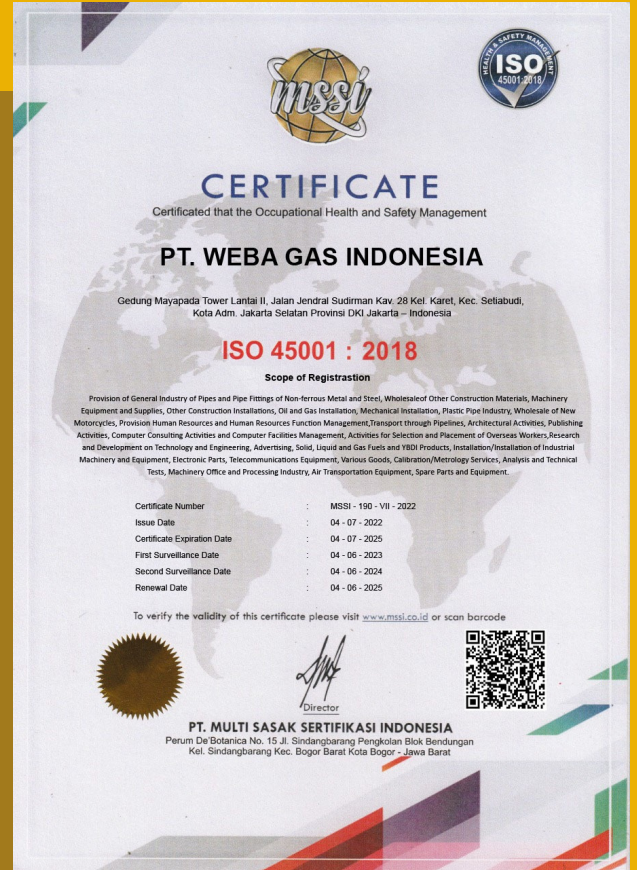 mssi
HEALTH & SAFETY MANAGEMENT
ISO
45001:2018
CERTIFICATE
Certificated that the Occupational Health and Safety Management
PT. WEBA GAS INDONESIA
Gedung Mayapada Tower Lantai II, Jalan Jendral Sudirman Kav. 28 Kel. Karet, Kec. Setiabudi,
Kota Adm. Jakarta Selatan Provinsi DKI Jakarta – Indonesia
ISO 45001 : 2018
Scope of Registrastion
Provision of General Industry of Pipes and Pipe Fittings of Non-ferrous Metal and Steel, Wholesaleof Other Construction Materials, Machinery
Equipment and Supplies, Other Construction Installations, Oil and Gas Installation, Mechanical Installation, Plastic Pipe Industry, Wholesale of New
Motorcycles, Provision Human Resources and Human Resources Function Management,Transport through Pipelines, Architectural Activities, Publishing
Activities, Computer Consulting Activities and Computer Facilities Management, Activities for Selection and Placement of Overseas Workers,Research
and Development on Technology and Engineering, Advertising, Solid, Liquid and Gas Fuels and YBDI Products, Installation/Installation of Industrial
Machinery and Equipment, Electronic Parts, Telecommunications Equipment, Various Goods, Calibration/Metrology Services, Analysis and Technical
Tests, Machinery Office and Processing Industry, Air Transportation Equipment, Spare Parts and Equipment.
Certificate Number : MSSI - 190 - VII - 2022
Issue Date : 04 - 07 - 2022
Certificate Expiration Date : 04 - 07 - 2025
First Surveillance Date : 04 - 06 - 2023
Second Surveillance Date : 04 - 06 - 2024
Renewal Date : 04 - 06 - 2025
To verify the validity of this certificate please visit www.mssi.co.id or scan barcode
Director
PT. MULTI SASAK SERTIFIKASI INDONESIA
Perum De'Botanica No. 15 Jl. Sindangbarang Pengkolan Blok Bendungan
Kel. Sindangbarang Kec. Bogor Barat Kota Bogor - Jawa Barat